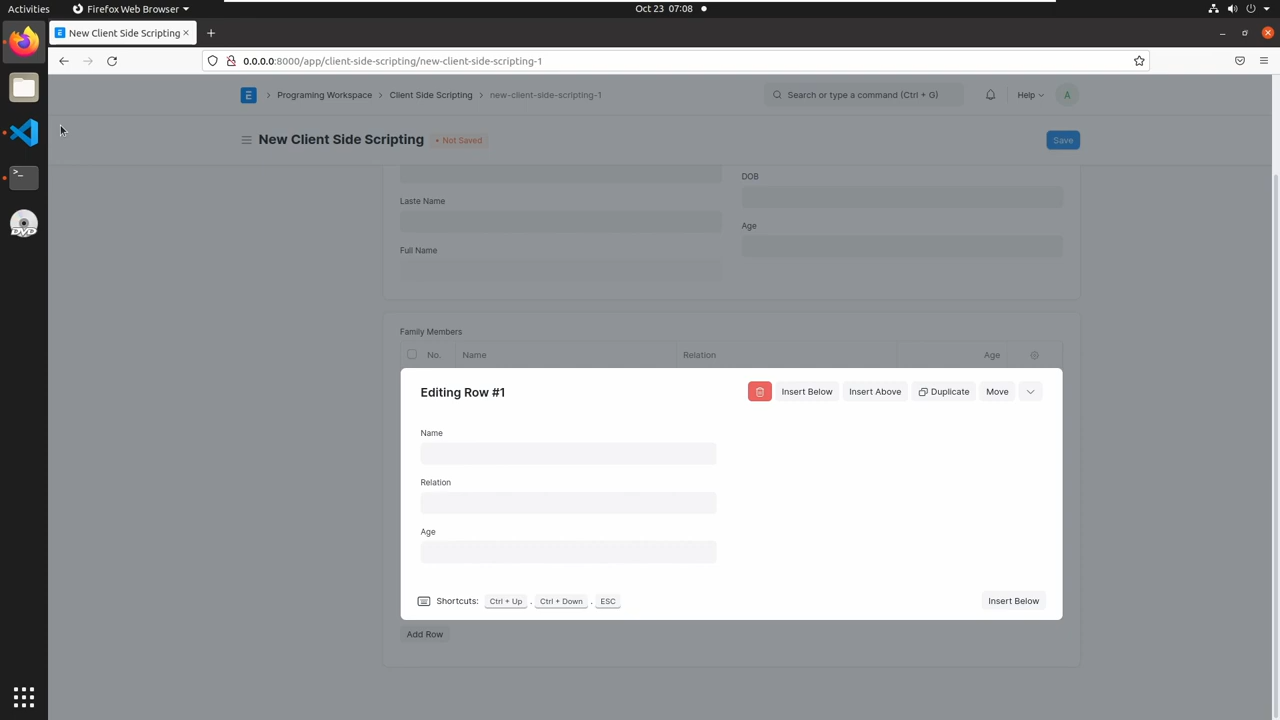 Activities Firefox Web Browser Oct 23 07:08
New Client Side Scripting
0.0.0.0:8000/app/client-side-scripting/new-client-side-scripting-1
Programing Workspace Client Side Scripting new-client-side-scripting-1 Search or type a command (Ctrl + G) Help A
New Client Side Scripting Not Saved Save
DOB
Laste Name
Age
Full Name
Family Members
No. Name Relation Age
Editing Row #1 Insert Below Insert Above Duplicate Move
Name
Relation
Age
Shortcuts: Ctrl + Up , Ctrl + Down , ESC Insert Below
Add Row